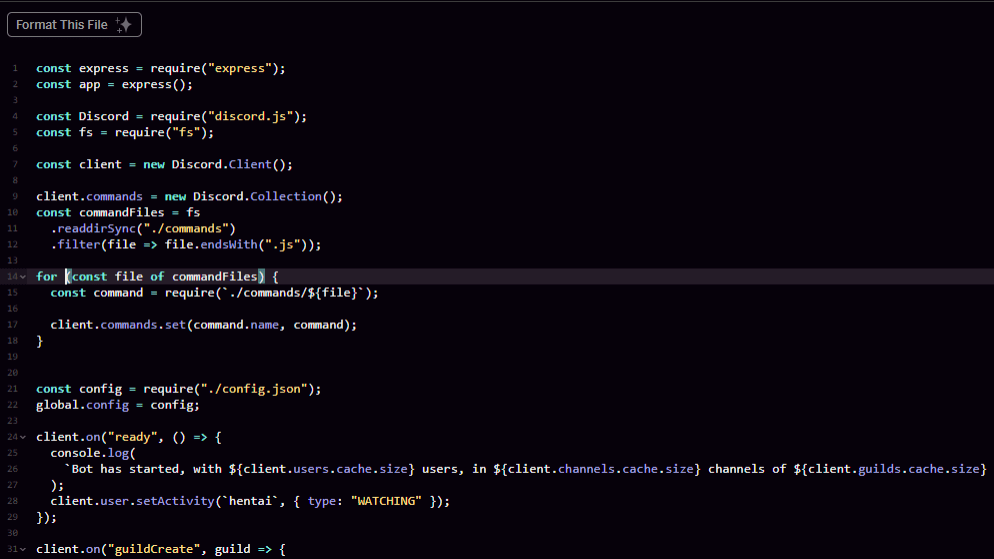 Format This File
1 const express = require("express");
2 const app = express();
3
4 const Discord = require("discord.js");
5 const fs = require("fs");
6
7 const client = new Discord.Client();
8
9 client.commands = new Discord.Collection();
10 const commandFiles = fs
11   .readdirSync("./commands")
12   .filter(file => file.endsWith(".js"));
13
14 for (const file of commandFiles) {
15   const command = require(`./commands/${file}`);
16
17   client.commands.set(command.name, command);
18 }
19
20
21 const config = require("./config.json");
22 global.config = config;
23
24 client.on("ready", () => {
25   console.log(
26     `Bot has started, with ${client.users.cache.size} users, in ${client.channels.cache.size} channels of ${client.guilds.cache.size}
27   );
28   client.user.setActivity(`hentai`, { type: "WATCHING" });
29 });
30
31 client.on("guildCreate", guild => {